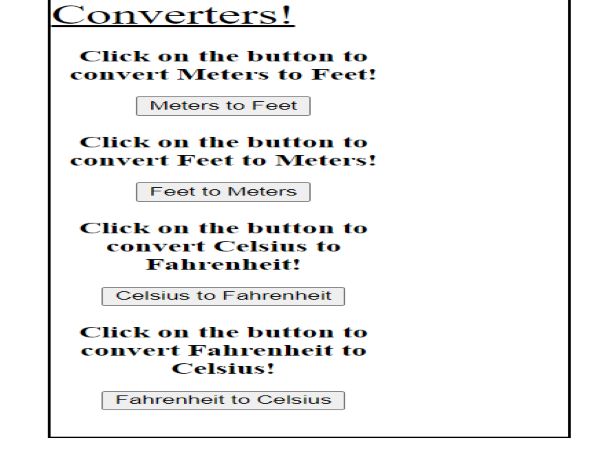 Converters!
Click on the button to
convert Meters to Feet!
Meters to Feet
Click on the button to
convert Feet to Meters!
Feet to Meters
Click on the button to
convert Celsius to
Fahrenheit!
Celsius to Fahrenheit
Click on the button to
convert Fahrenheit to
Celsius!
Fahrenheit to Celsius